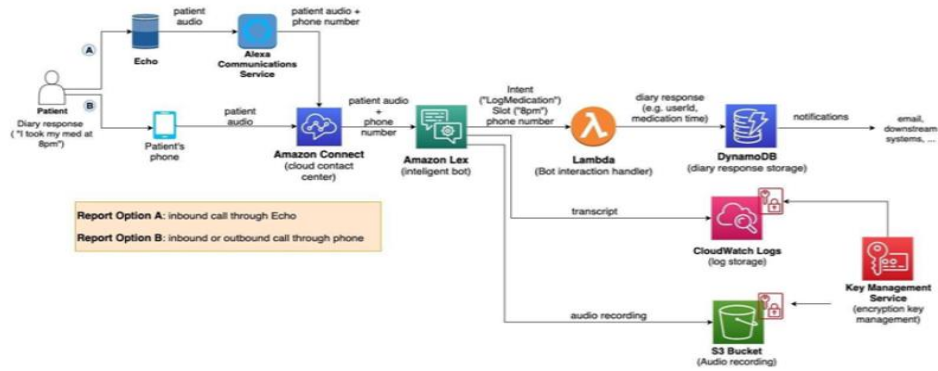 patient
audio
patient audio +
phone number
A
Echo
Alexa
Communications
Service
Patient
Diary response
( "I took my med at
8pm")
B
Patient's
phone
patient
audio
Amazon Connect
(cloud contact
center)
patient audio
+
phone
number
Amazon Lex
(inteligent bot)
Intent
("LogMedication")
Slot ("8pm")
phone number
Lambda
(Bot interaction handler)
diary response
(e.g. userId,
medication time)
DynamoDB
(diary response storage)
notifications
email,
downstream
systems, ...
Report Option A: inbound call through Echo
Report Option B: inbound or outbound call through phone
transcript
CloudWatch Logs
(log storage)
Key Management
Service
(encryption key
management)
audio recording
S3 Bucket
(Audio recording)